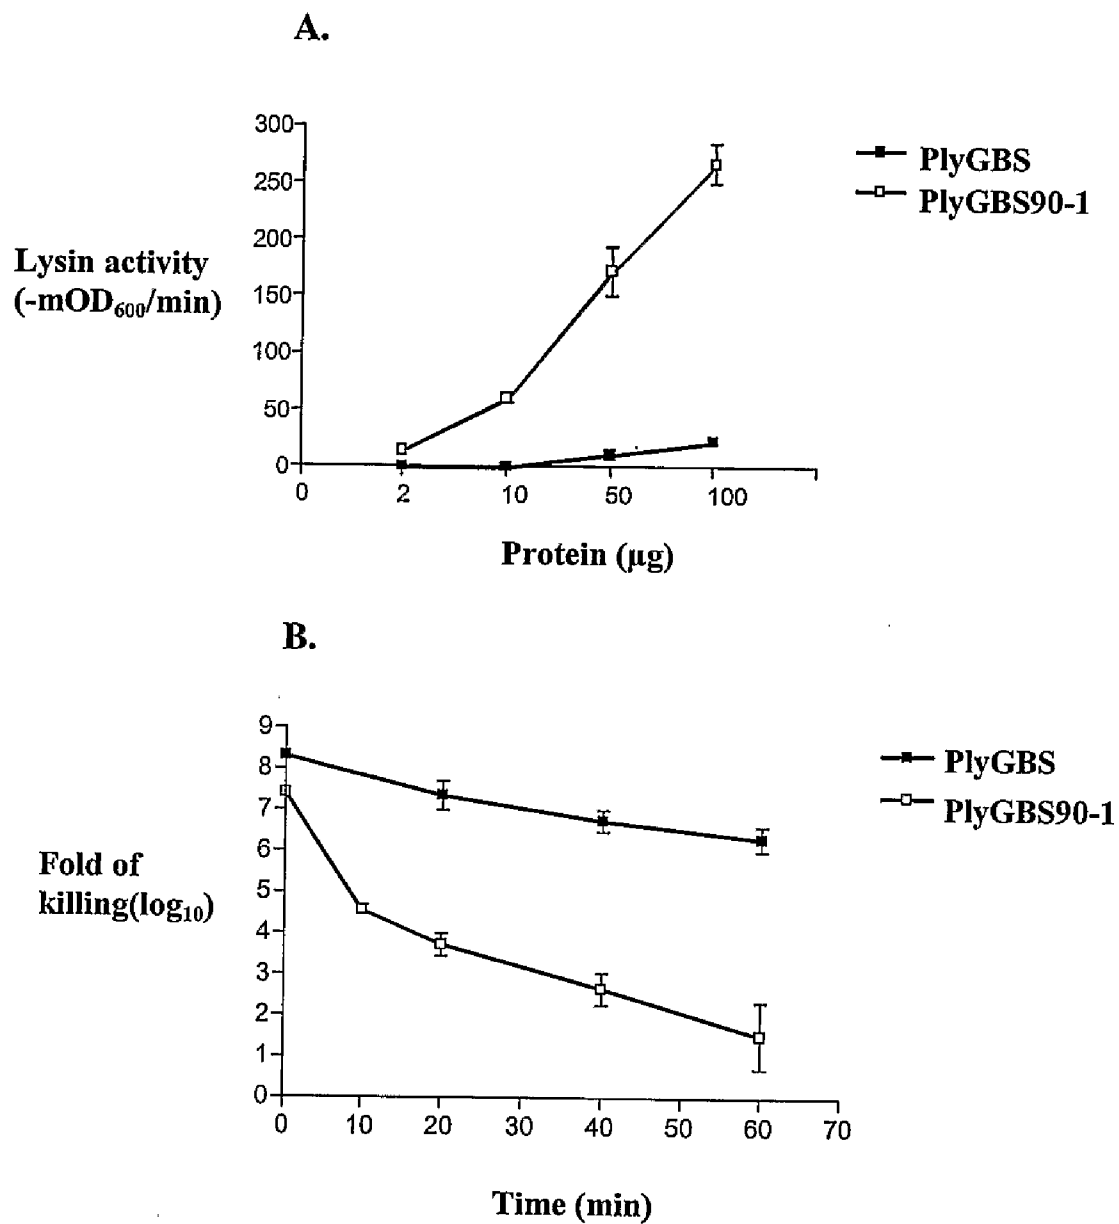 A.
300
250
200
150
100
50
0
Lysin activity
(-mOD₆₀₀/min)
PlyGBS
PlyGBS90-1
0 2 10 50 100
Protein (µg)
B.
9
8
7
6
5
4
3
2
1
0
Fold of
killing(log₁₀)
PlyGBS
PlyGBS90-1
0 10 20 30 40 50 60 70
Time (min)